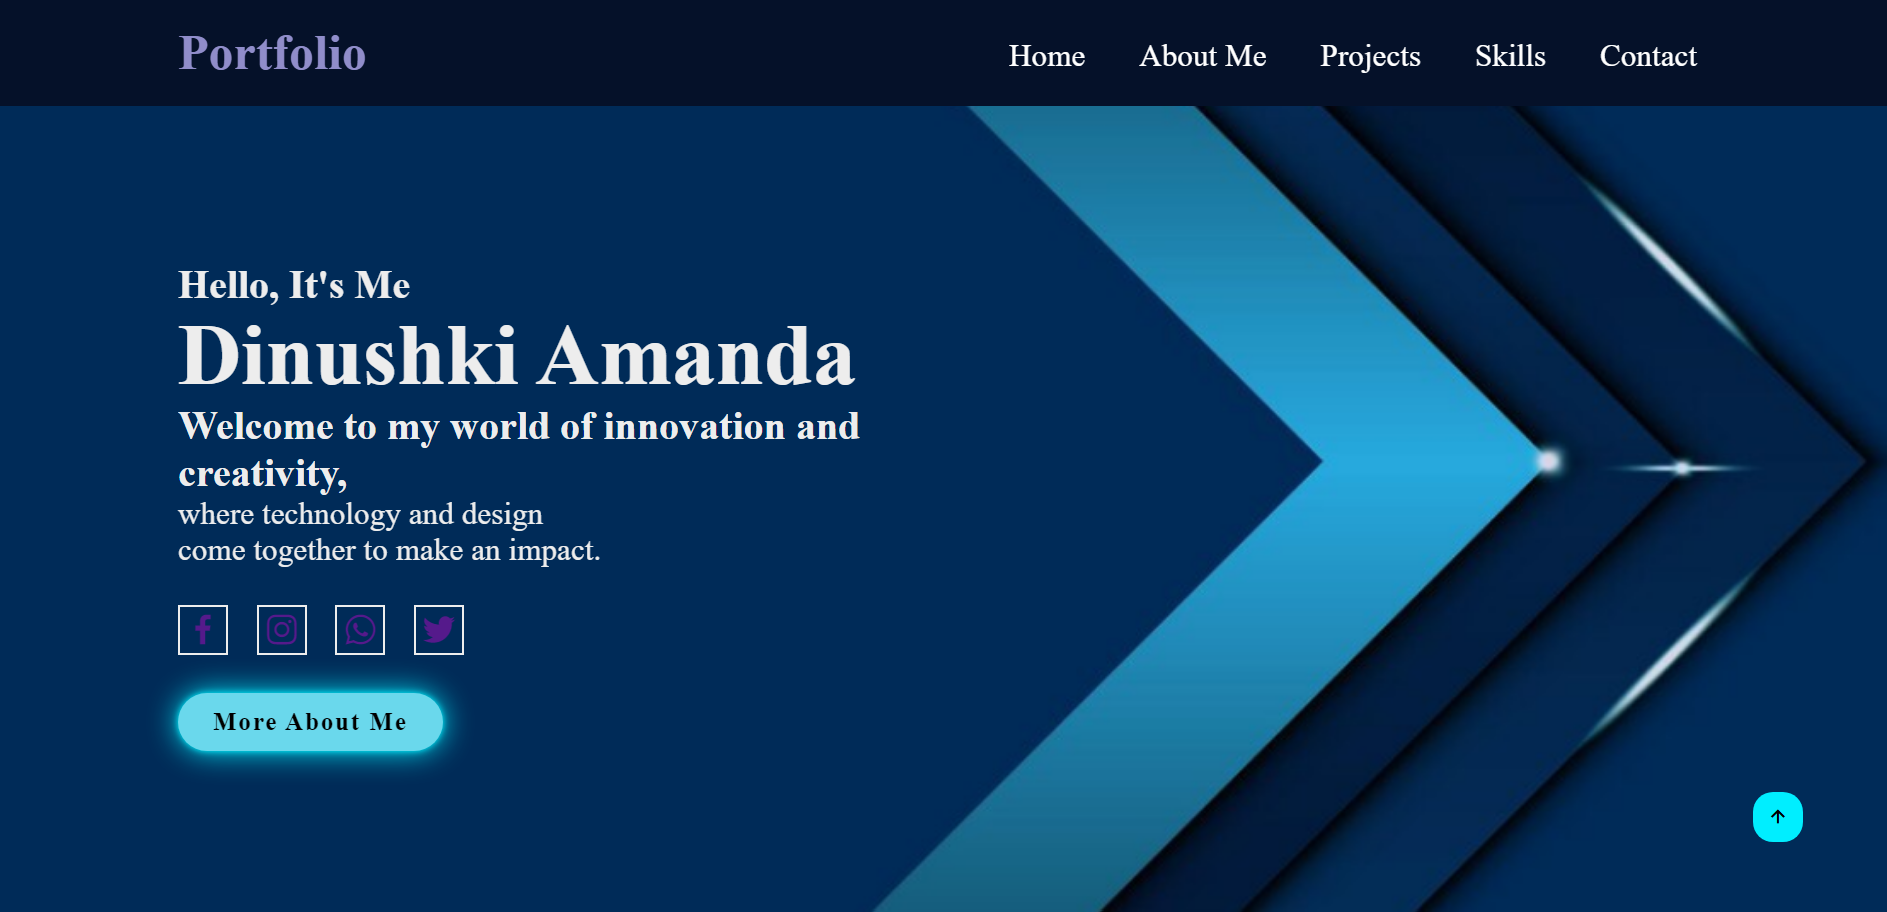 Portfolio
Home About Me Projects Skills Contact
Hello, It's Me
Dinushki Amanda
Welcome to my world of innovation and
creativity,
where technology and design
come together to make an impact.
More About Me